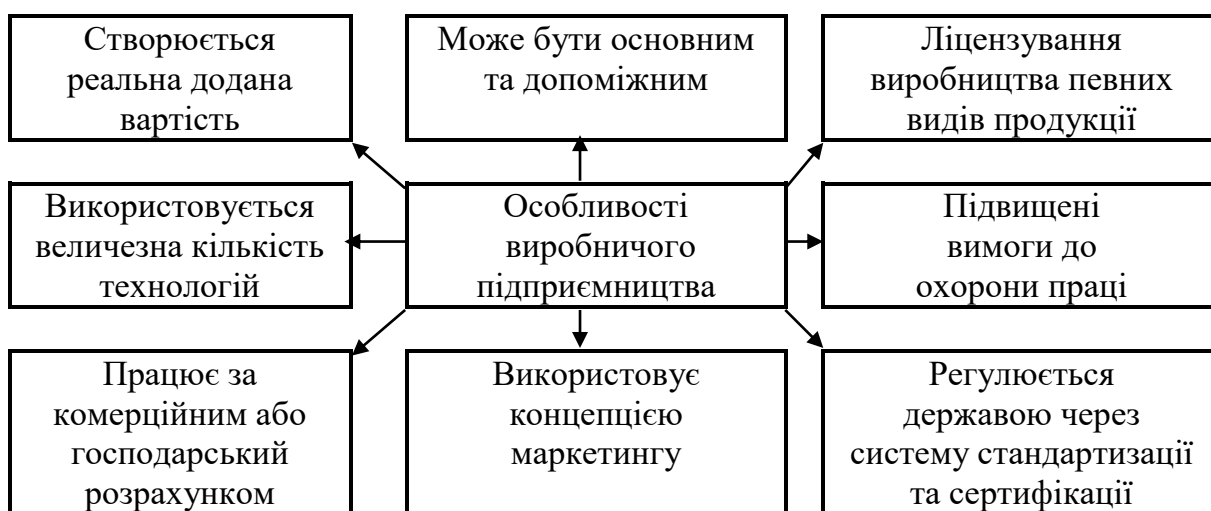 Створюється
реальна додана
вартість
Може бути основним
та допоміжним
Ліцензування
виробництва певних
видів продукції
Використовується
величезна кількість
технологій
Особливості
виробничого
підприємництва
Підвищені
вимоги до
охорони праці
Працює за
комерційним або
господарський
розрахунком
Використовує
концепцією
маркетингу
Регулюється
державою через
систему стандартизації
та сертифікації